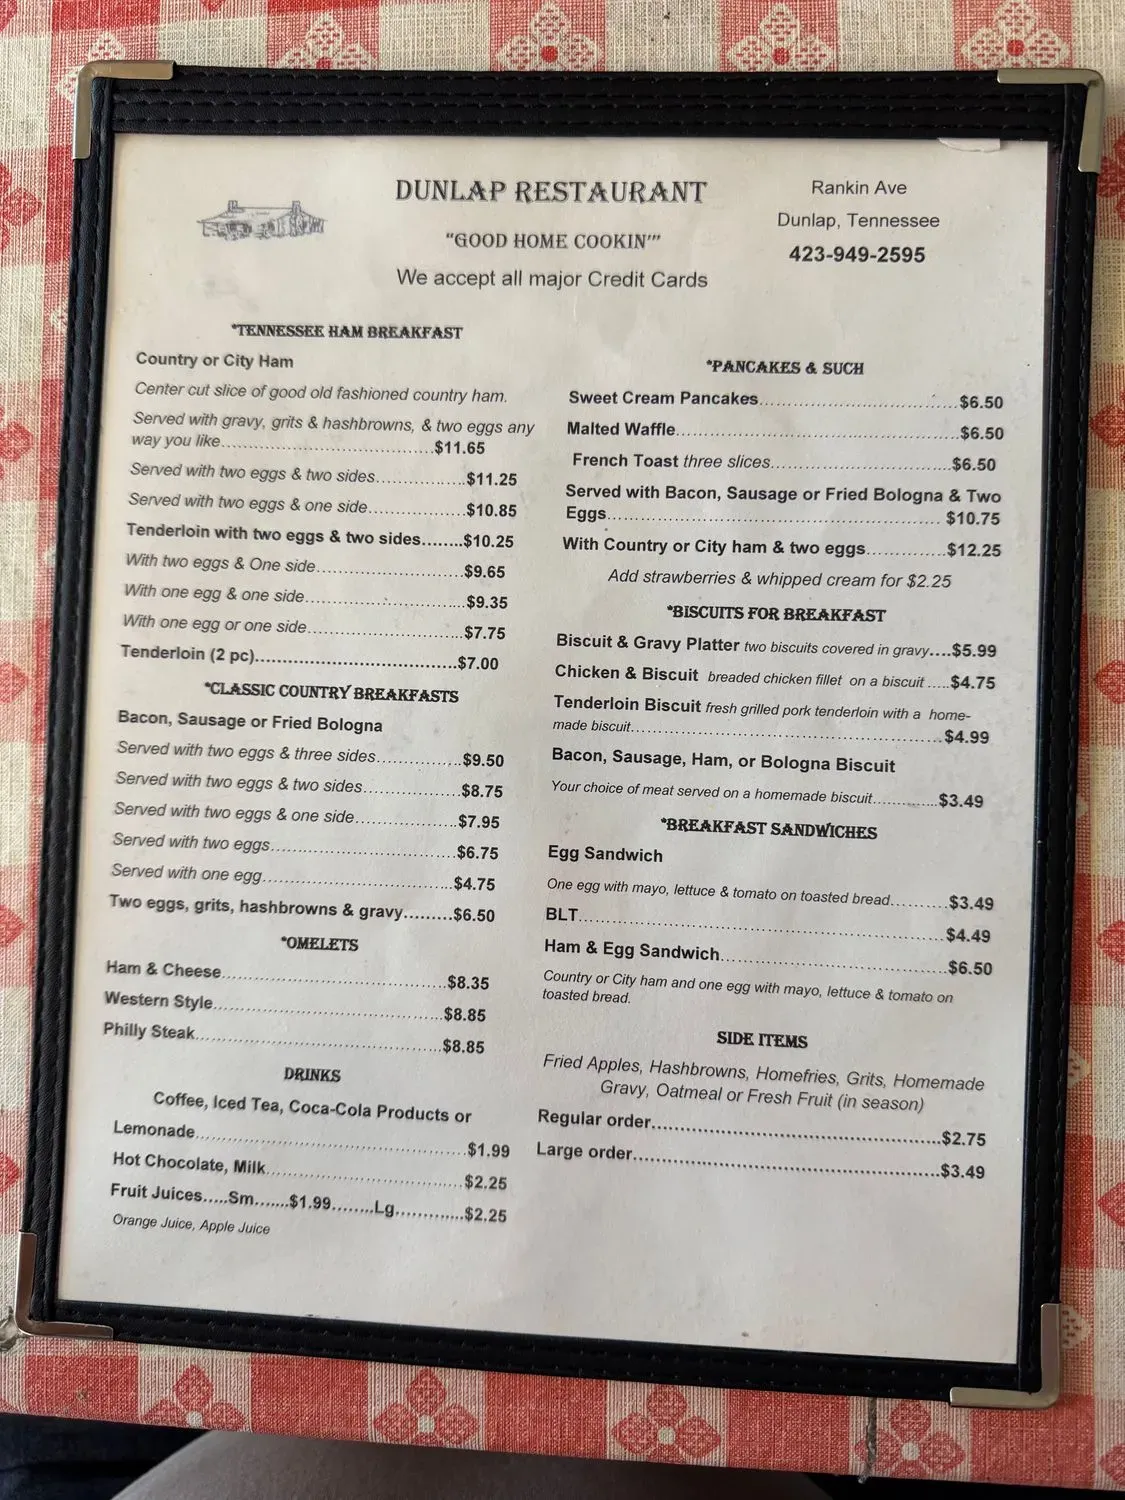 DUNLAP RESTAURANT
"GOOD HOME COOKIN'"
We accept all major Credit Cards
Rankin Ave
Dunlap, Tennessee
423-949-2595
*TENNESSEE HAM BREAKFAST
Country or City Ham
Center cut slice of good old fashioned country ham.
Served with gravy, grits & hashbrowns, & two eggs any
way you like.....................................$11.65
Served with two eggs & two sides................$11.25
Served with two eggs & one side.................$10.85
Tenderloin with two eggs & two sides........$10.25
With two eggs & One side...........................$9.65
With one egg & one side.............................$9.35
With one egg or one side............................$7.75
Tenderloin (2 pc).......................................$7.00
*CLASSIC COUNTRY BREAKFASTS
Bacon, Sausage or Fried Bologna
Served with two eggs & three sides...............$9.50
Served with two eggs & two sides.................$8.75
Served with two eggs & one side..................$7.95
Served with two eggs................................$6.75
Served with one egg.................................$4.75
Two eggs, grits, hashbrowns & gravy.........$6.50
*OMELETS
Ham & Cheese.......................................$8.35
Western Style........................................$8.85
Philly Steak...........................................$8.85
DRINKS
Coffee, Iced Tea, Coca-Cola Products or
Lemonade..............................................$1.99
Hot Chocolate, Milk..................................$2.25
Fruit Juices.....Sm.......$1.99........Lg............$2.25
Orange Juice, Apple Juice
*PANCAKES & SUCH
Sweet Cream Pancakes..................................$6.50
Malted Waffle................................................$6.50
French Toast three slices................................$6.50
Served with Bacon, Sausage or Fried Bologna & Two
Eggs.......................................................... $10.75
With Country or City ham & two eggs..............$12.25
Add strawberries & whipped cream for $2.25
*BISCUITS FOR BREAKFAST
Biscuit & Gravy Platter two biscuits covered in gravy....$5.99
Chicken & Biscuit breaded chicken fillet on a biscuit .....$4.75
Tenderloin Biscuit fresh grilled pork tenderloin with a home-
made biscuit......................................................$4.99
Bacon, Sausage, Ham, or Bologna Biscuit
Your choice of meat served on a homemade biscuit.............$3.49
*BREAKFAST SANDWICHES
Egg Sandwich
One egg with mayo, lettuce & tomato on toasted bread..........$3.49
BLT.................................................................$4.49
Ham & Egg Sandwich.......................................$6.50
Country or City ham and one egg with mayo, lettuce & tomato on
toasted bread.
SIDE ITEMS
Fried Apples, Hashbrowns, Homefries, Grits, Homemade
Gravy, Oatmeal or Fresh Fruit (in season)
Regular order..................................................$2.75
Large order.....................................................$3.49